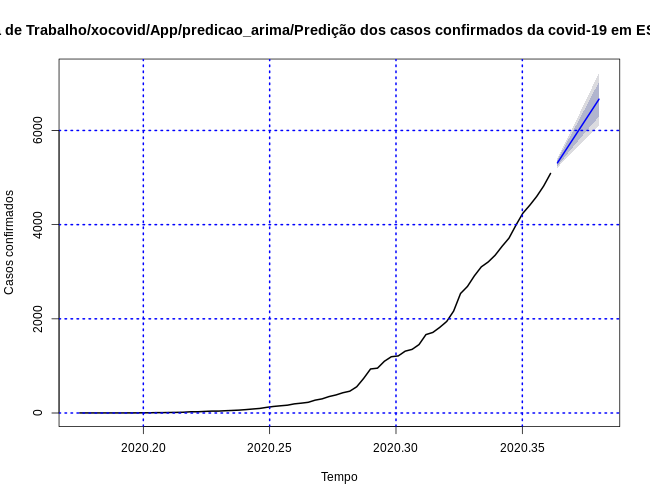 de Trabalho/xocovid/App/predicao_arima/Predição dos casos confirmados da covid-19 em ES
Casos confirmados
6000
4000
2000
0
2020.20 2020.25 2020.30 2020.35
Tempo